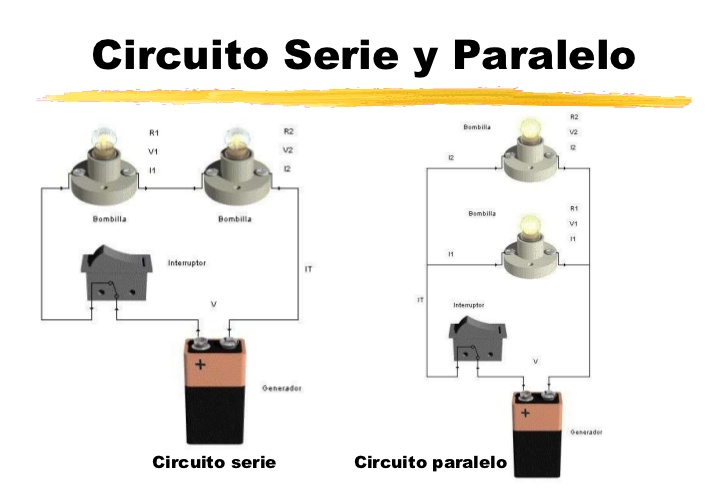 Circuito Serie y Paralelo
R1
V1
I1
R2
V2
I2
Bombilla
Bombilla
Interruptor
IT
V
+
Generador
Circuito serie
Bombilla
R2
V2
I2
I2
Bombilla
R1
V1
I1
I1
IT
Interruptor
V
+
Generador
Circuito paralelo